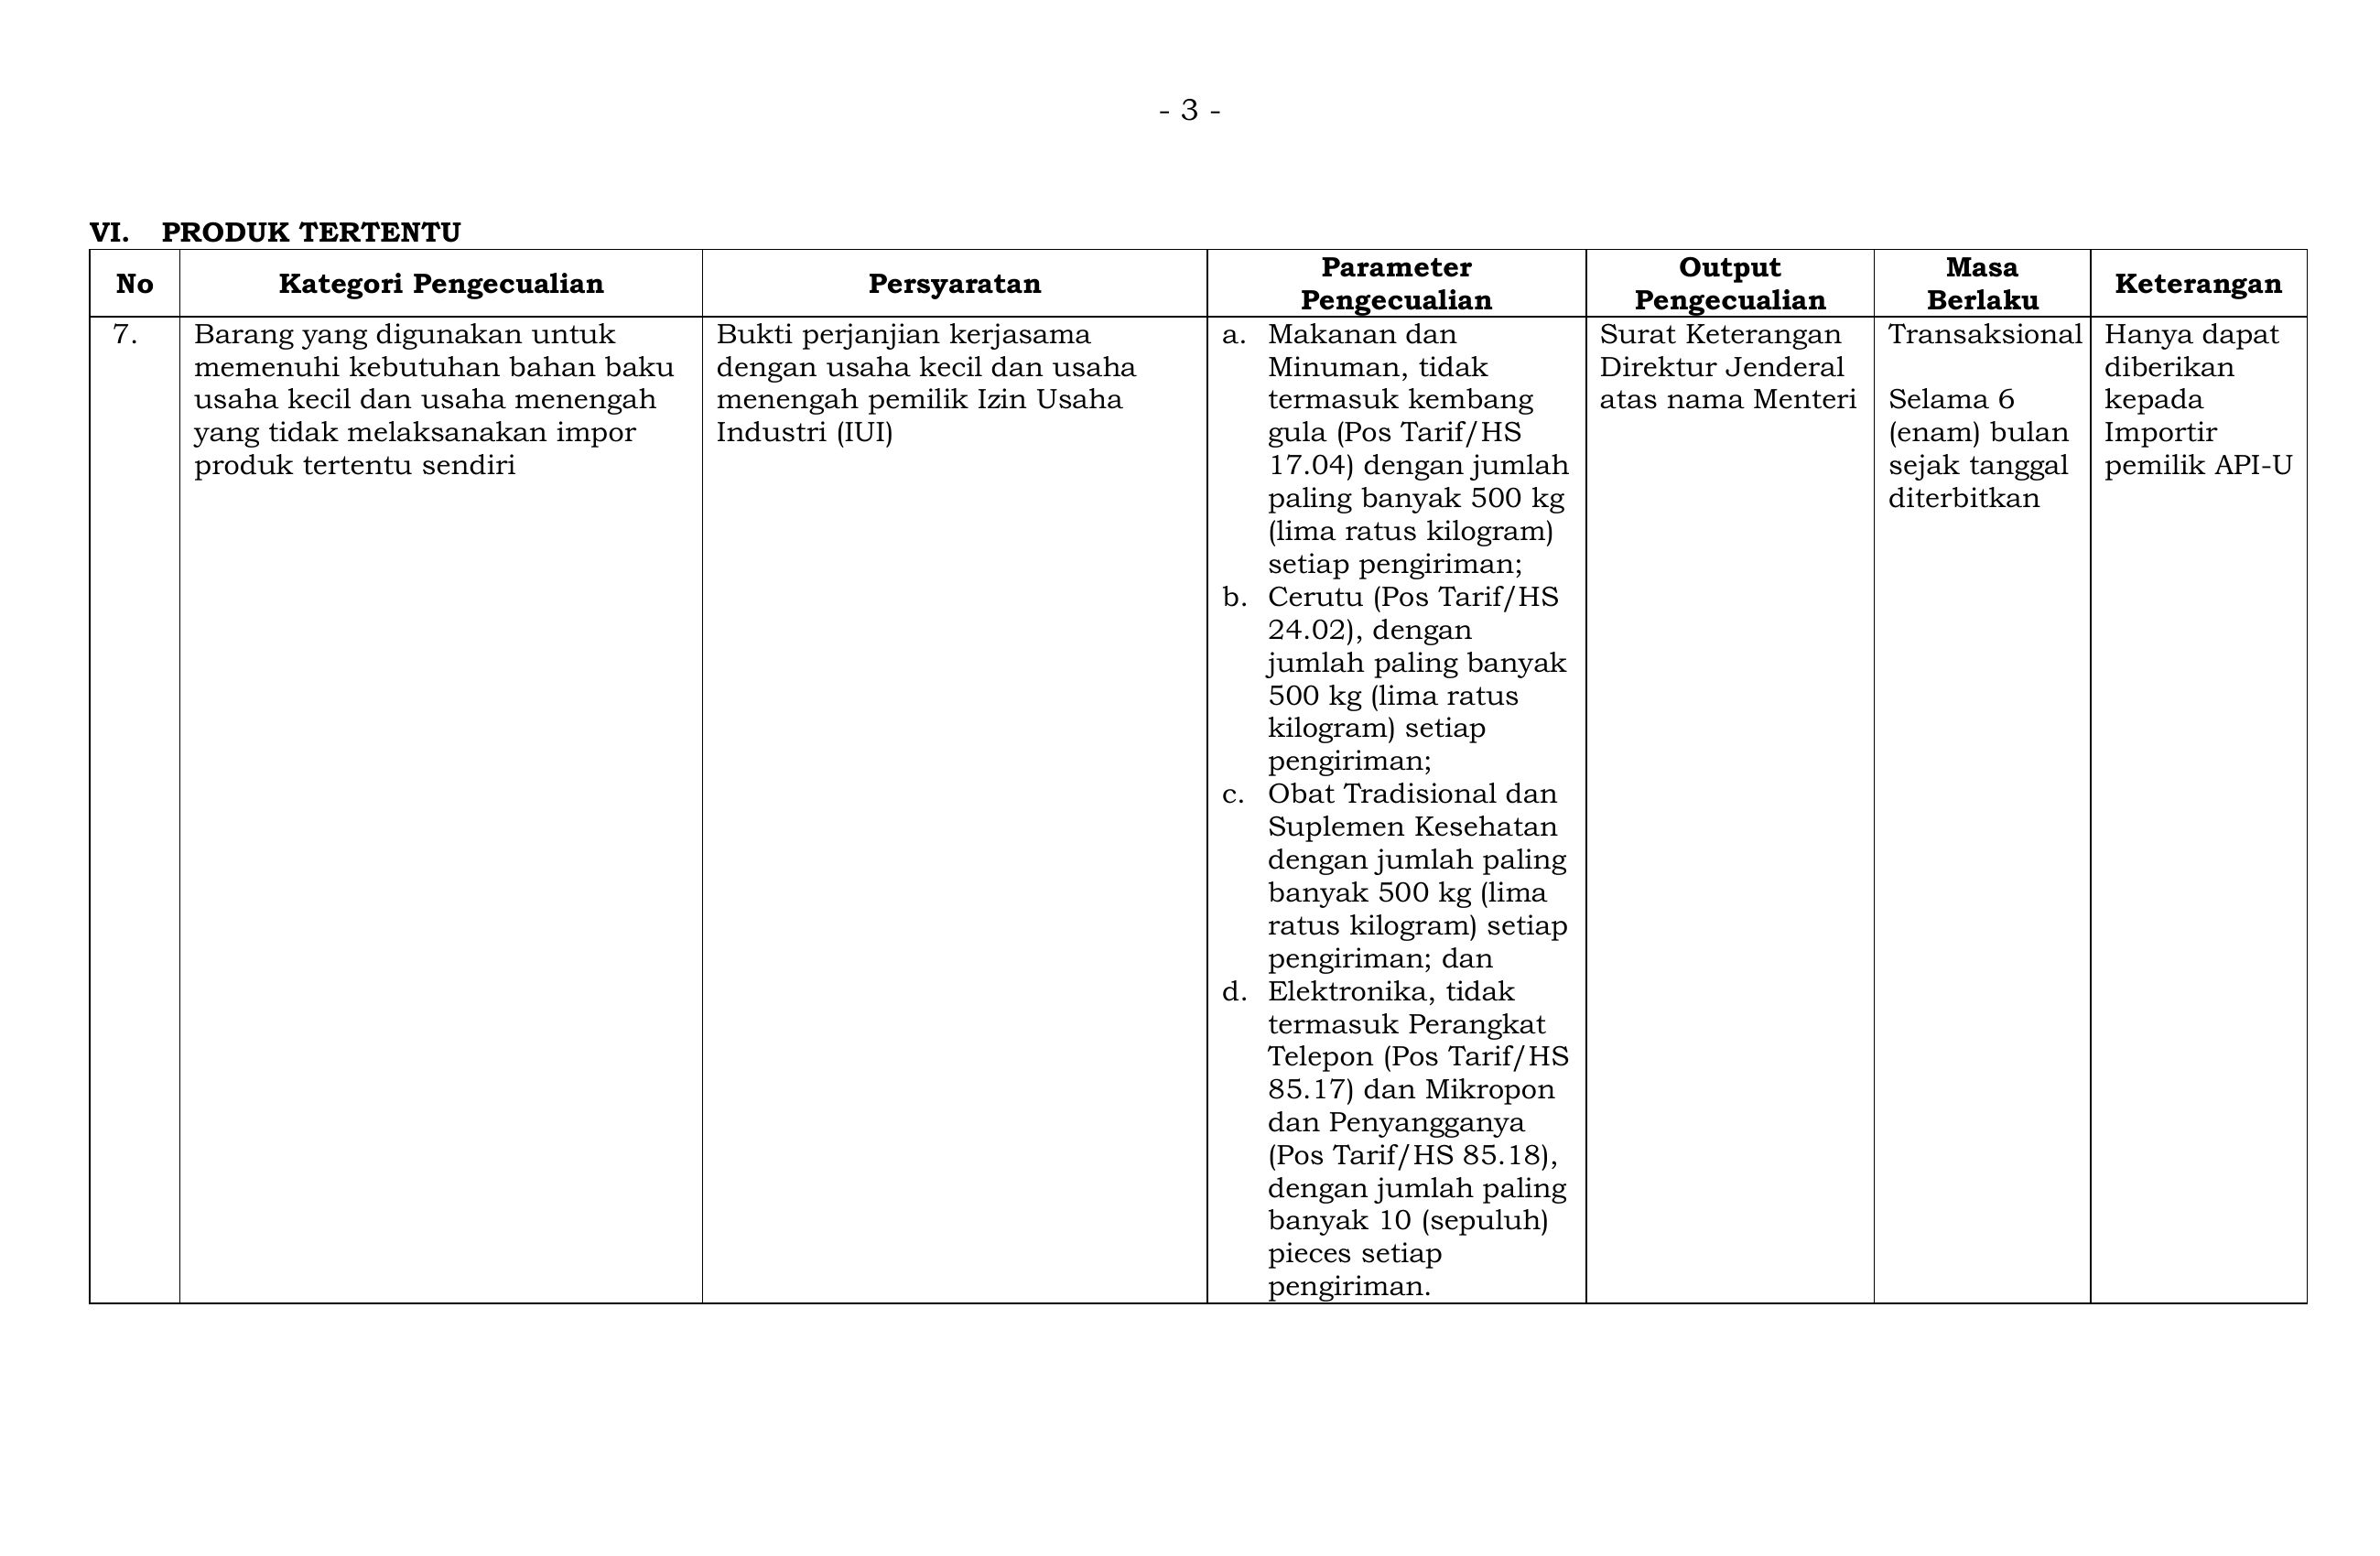 - 3 -
VI. PRODUK TERTENTU
No
Kategori Pengecualian
Persyaratan
Parameter
Pengecualian
Output
Pengecualian
Masa
Berlaku
Keterangan
7.
Barang yang digunakan untuk
memenuhi kebutuhan bahan baku
usaha kecil dan usaha menengah
yang tidak melaksanakan impor
produk tertentu sendiri
Bukti perjanjian kerjasama
dengan usaha kecil dan usaha
menengah pemilik Izin Usaha
Industri (IUI)
a. Makanan dan
Minuman, tidak
termasuk kembang
gula (Pos Tarif/HS
17.04) dengan jumlah
paling banyak 500 kg
(lima ratus kilogram)
setiap pengiriman;
b. Cerutu (Pos Tarif/HS
24.02), dengan
jumlah paling banyak
500 kg (lima ratus
kilogram) setiap
pengiriman;
c. Obat Tradisional dan
Suplemen Kesehatan
dengan jumlah paling
banyak 500 kg (lima
ratus kilogram) setiap
pengiriman; dan
d. Elektronika, tidak
termasuk Perangkat
Telepon (Pos Tarif/HS
85.17) dan Mikropon
dan Penyangganya
(Pos Tarif/HS 85.18),
dengan jumlah paling
banyak 10 (sepuluh)
pieces setiap
pengiriman.
Surat Keterangan
Direktur Jenderal
atas nama Menteri
Transaksional
Selama 6
(enam) bulan
sejak tanggal
diterbitkan
Hanya dapat
diberikan
kepada
Importir
pemilik API-U